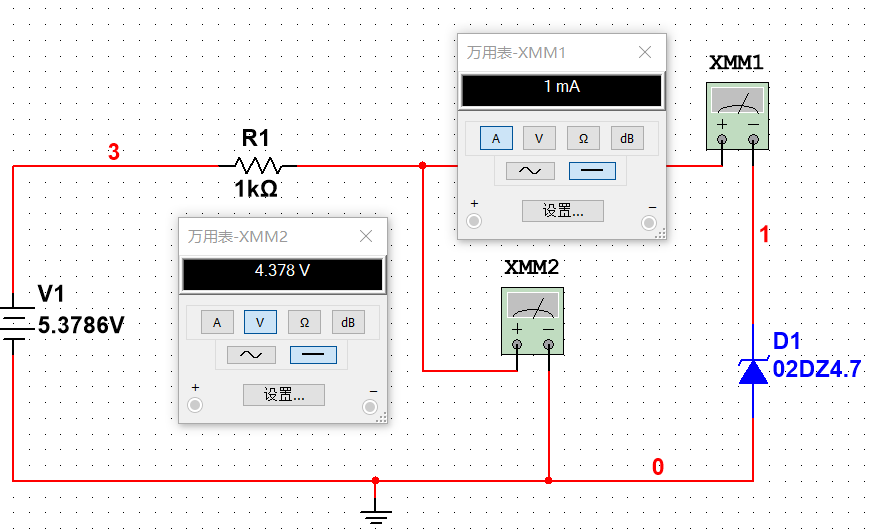 万用表-XMM1
1 mA
A V Ω dB
+ −
设置...
XMM1
+ −
3
R1
1kΩ
万用表-XMM2
4.378 V
A V Ω dB
+ −
设置...
XMM2
+ −
1
V1
5.3786V
D1
02DZ4.7
0